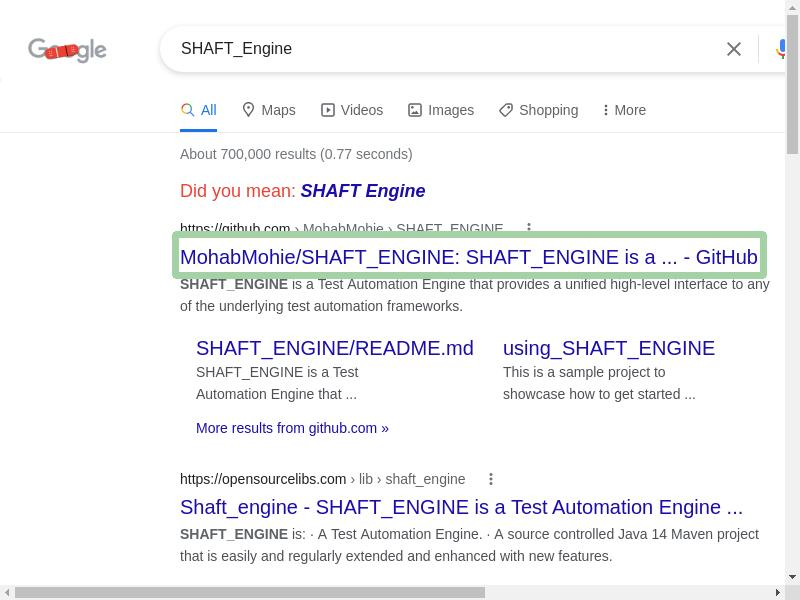 Google
SHAFT_Engine
All Maps Videos Images Shopping More
About 700,000 results (0.77 seconds)
Did you mean: SHAFT Engine
https://github.com › MohabMohie › SHAFT_ENGINE
MohabMohie/SHAFT_ENGINE: SHAFT_ENGINE is a ... - GitHub
SHAFT_ENGINE is a Test Automation Engine that provides a unified high-level interface to any
of the underlying test automation frameworks.
SHAFT_ENGINE/README.md
SHAFT_ENGINE is a Test
Automation Engine that ...
using_SHAFT_ENGINE
This is a sample project to
showcase how to get started ...
More results from github.com »
https://opensourcelibs.com › lib › shaft_engine
Shaft_engine - SHAFT_ENGINE is a Test Automation Engine ...
SHAFT_ENGINE is: · A Test Automation Engine. · A source controlled Java 14 Maven project
that is easily and regularly extended and enhanced with new features.